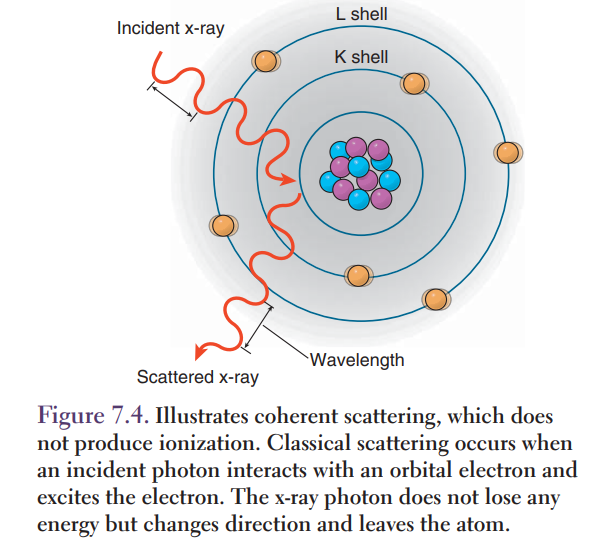 L shell
Incident x-ray
K shell
Wavelength
Scattered x-ray
Figure 7.4. Illustrates coherent scattering, which does
not produce ionization. Classical scattering occurs when
an incident photon interacts with an orbital electron and
excites the electron. The x-ray photon does not lose any
energy but changes direction and leaves the atom.